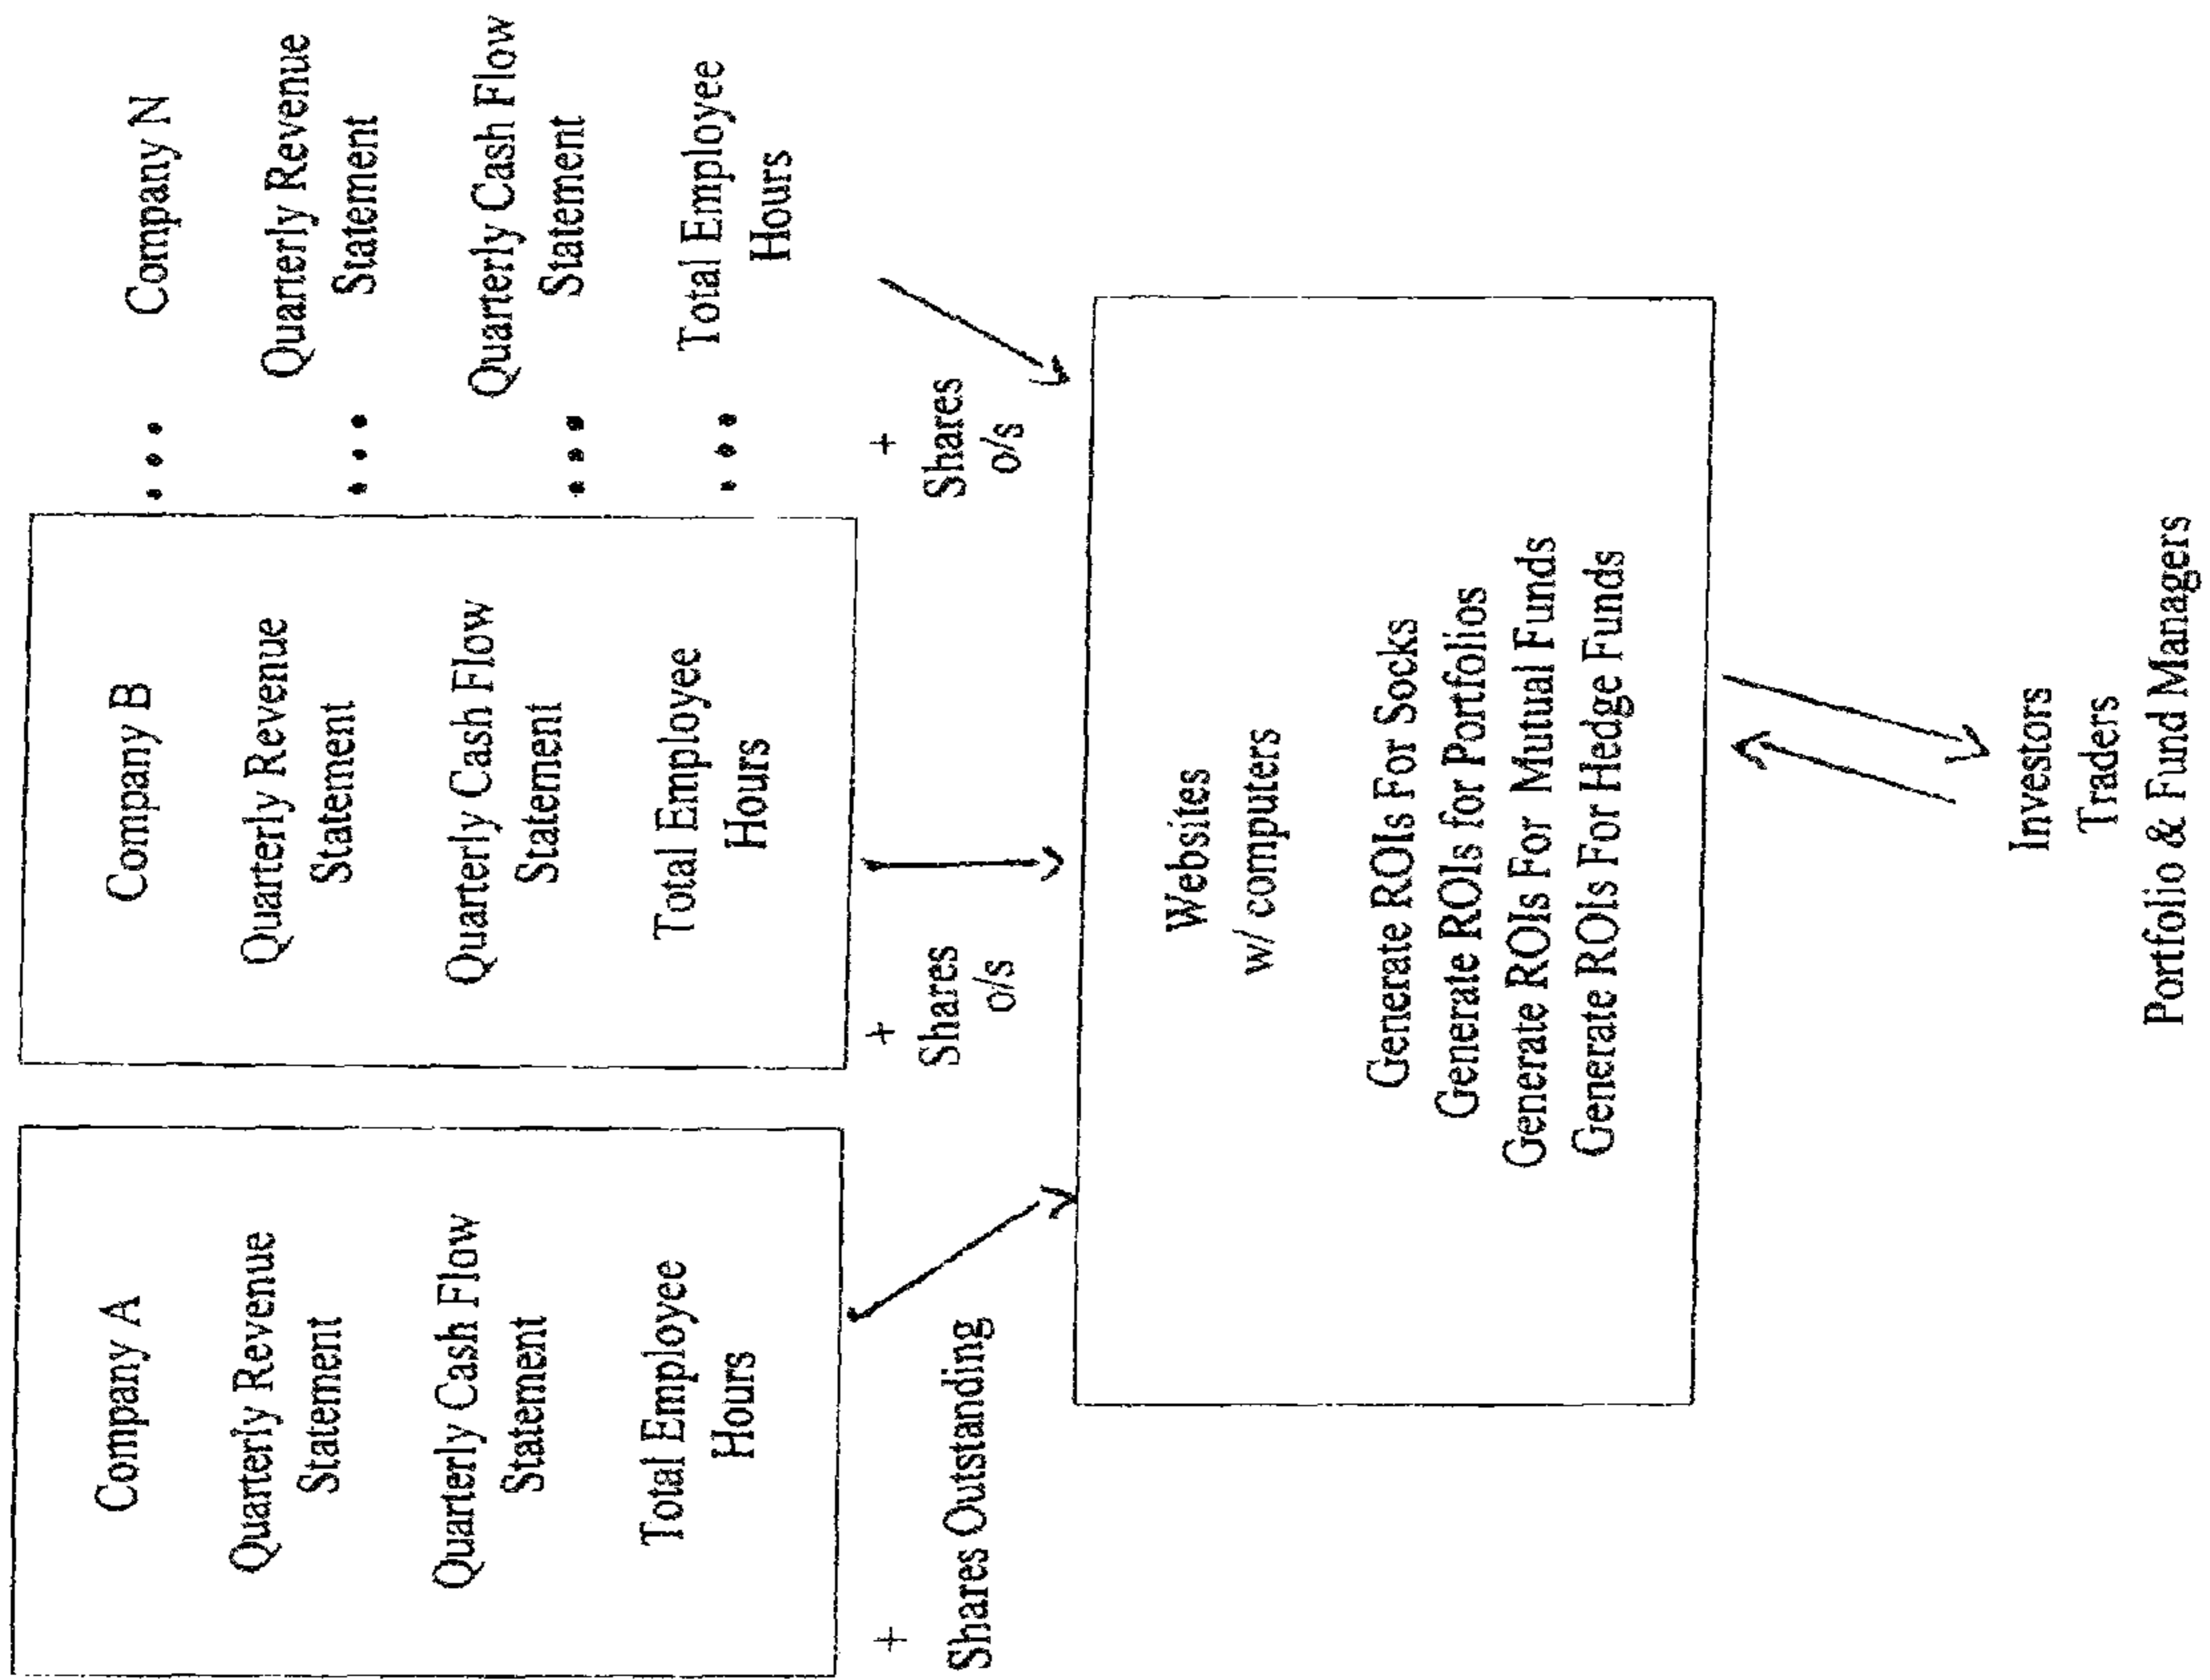 Company A
Quarterly Revenue
Statement
Quarterly Cash Flow
Statement
Total Employee
Hours
+
Shares Outstanding
Company B
Quarterly Revenue
Statement
Quarterly Cash Flow
Statement
Total Employee
Hours
+
Shares
o/s
• • • Company N
• • • Quarterly Revenue
Statement
• • • Quarterly Cash Flow
Statement
• • • Total Employee
Hours
+
Shares
o/s
Websites
w/ computers
Generate ROIs For Socks
Generate ROIs for Portfolios
Generate ROIs For Mutual Funds
Generate ROIs For Hedge Funds
Investors
Traders
Portfolio & Fund Managers